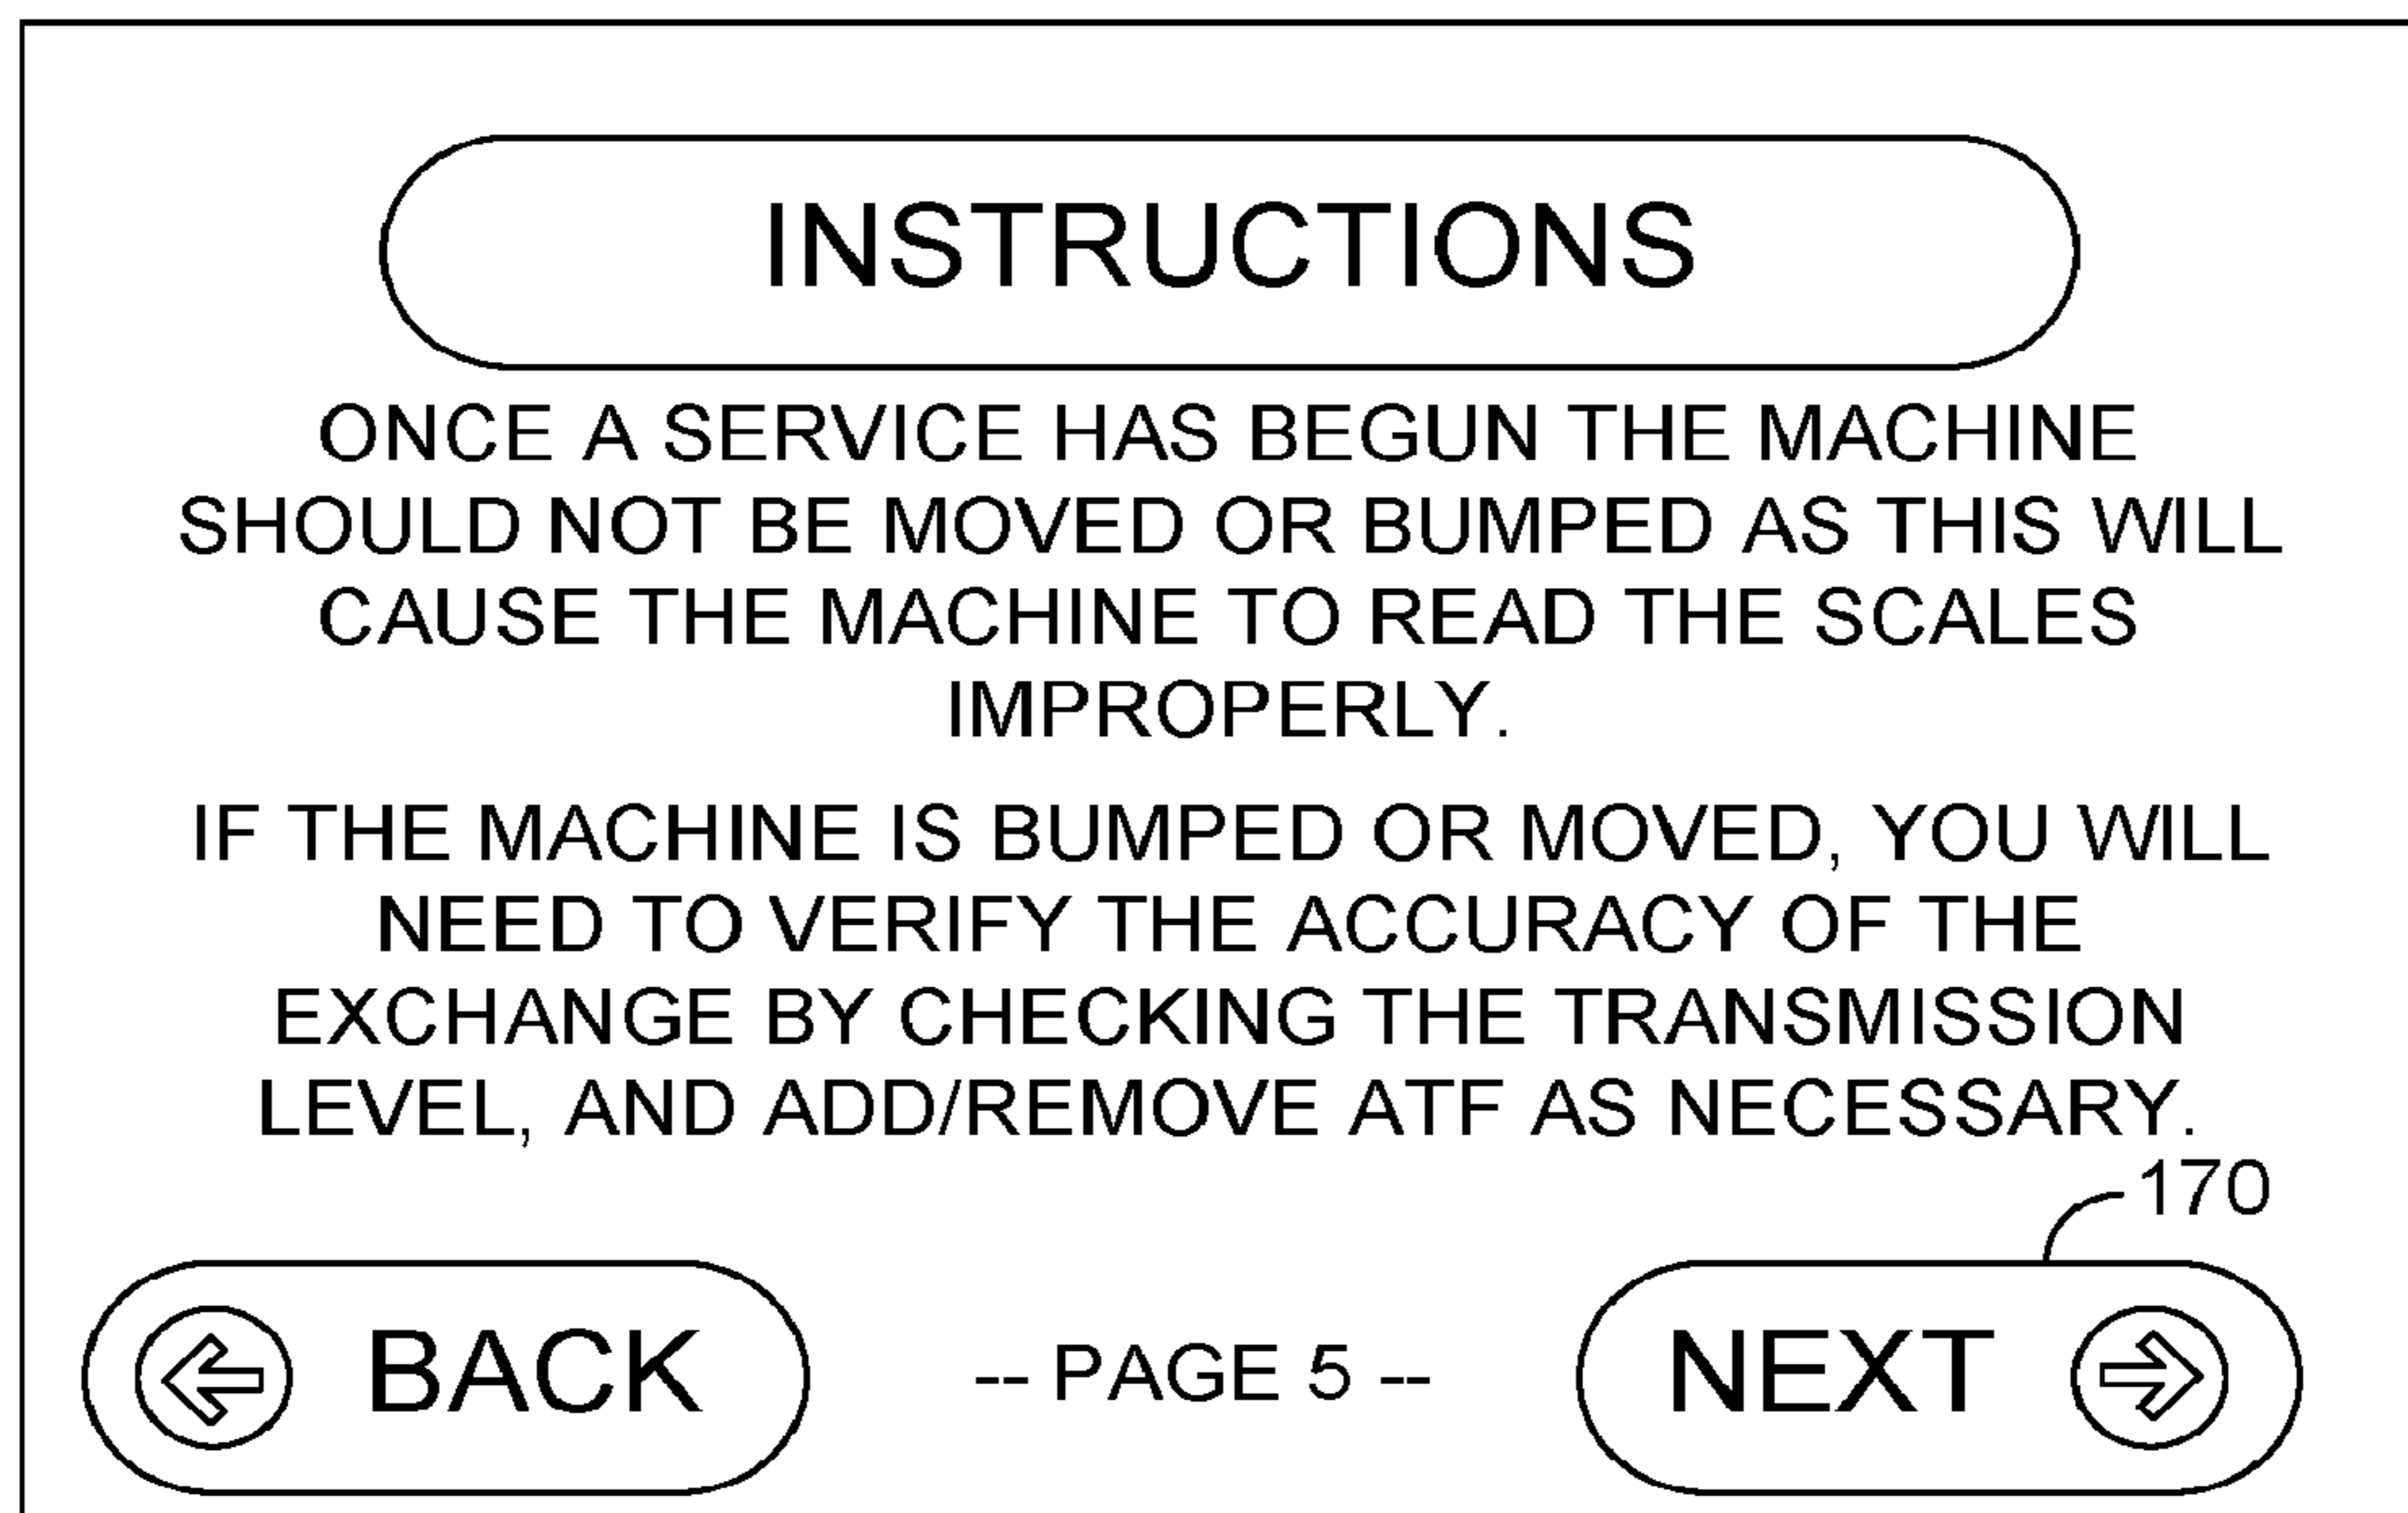 INSTRUCTIONS
ONCE A SERVICE HAS BEGUN THE MACHINE
SHOULD NOT BE MOVED OR BUMPED AS THIS WILL
CAUSE THE MACHINE TO READ THE SCALES
IMPROPERLY.
IF THE MACHINE IS BUMPED OR MOVED, YOU WILL
NEED TO VERIFY THE ACCURACY OF THE
EXCHANGE BY CHECKING THE TRANSMISSION
LEVEL, AND ADD/REMOVE ATF AS NECESSARY.
170
BACK -- PAGE 5 -- NEXT